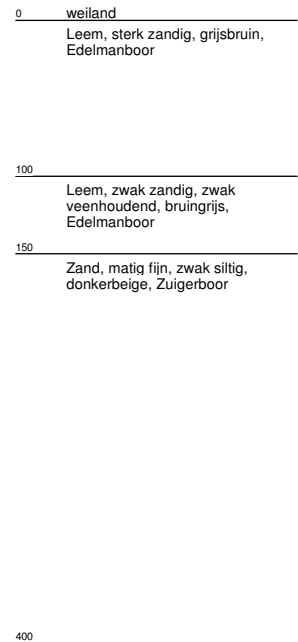 0 weiland
Leem, sterk zandig, grijsbruin,
Edelmanboor
100
Leem, zwak zandig, zwak
veenhoudend, bruingrijs,
Edelmanboor
150
Zand, matig fijn, zwak siltig,
donkerbeige, Zuigerboor
400